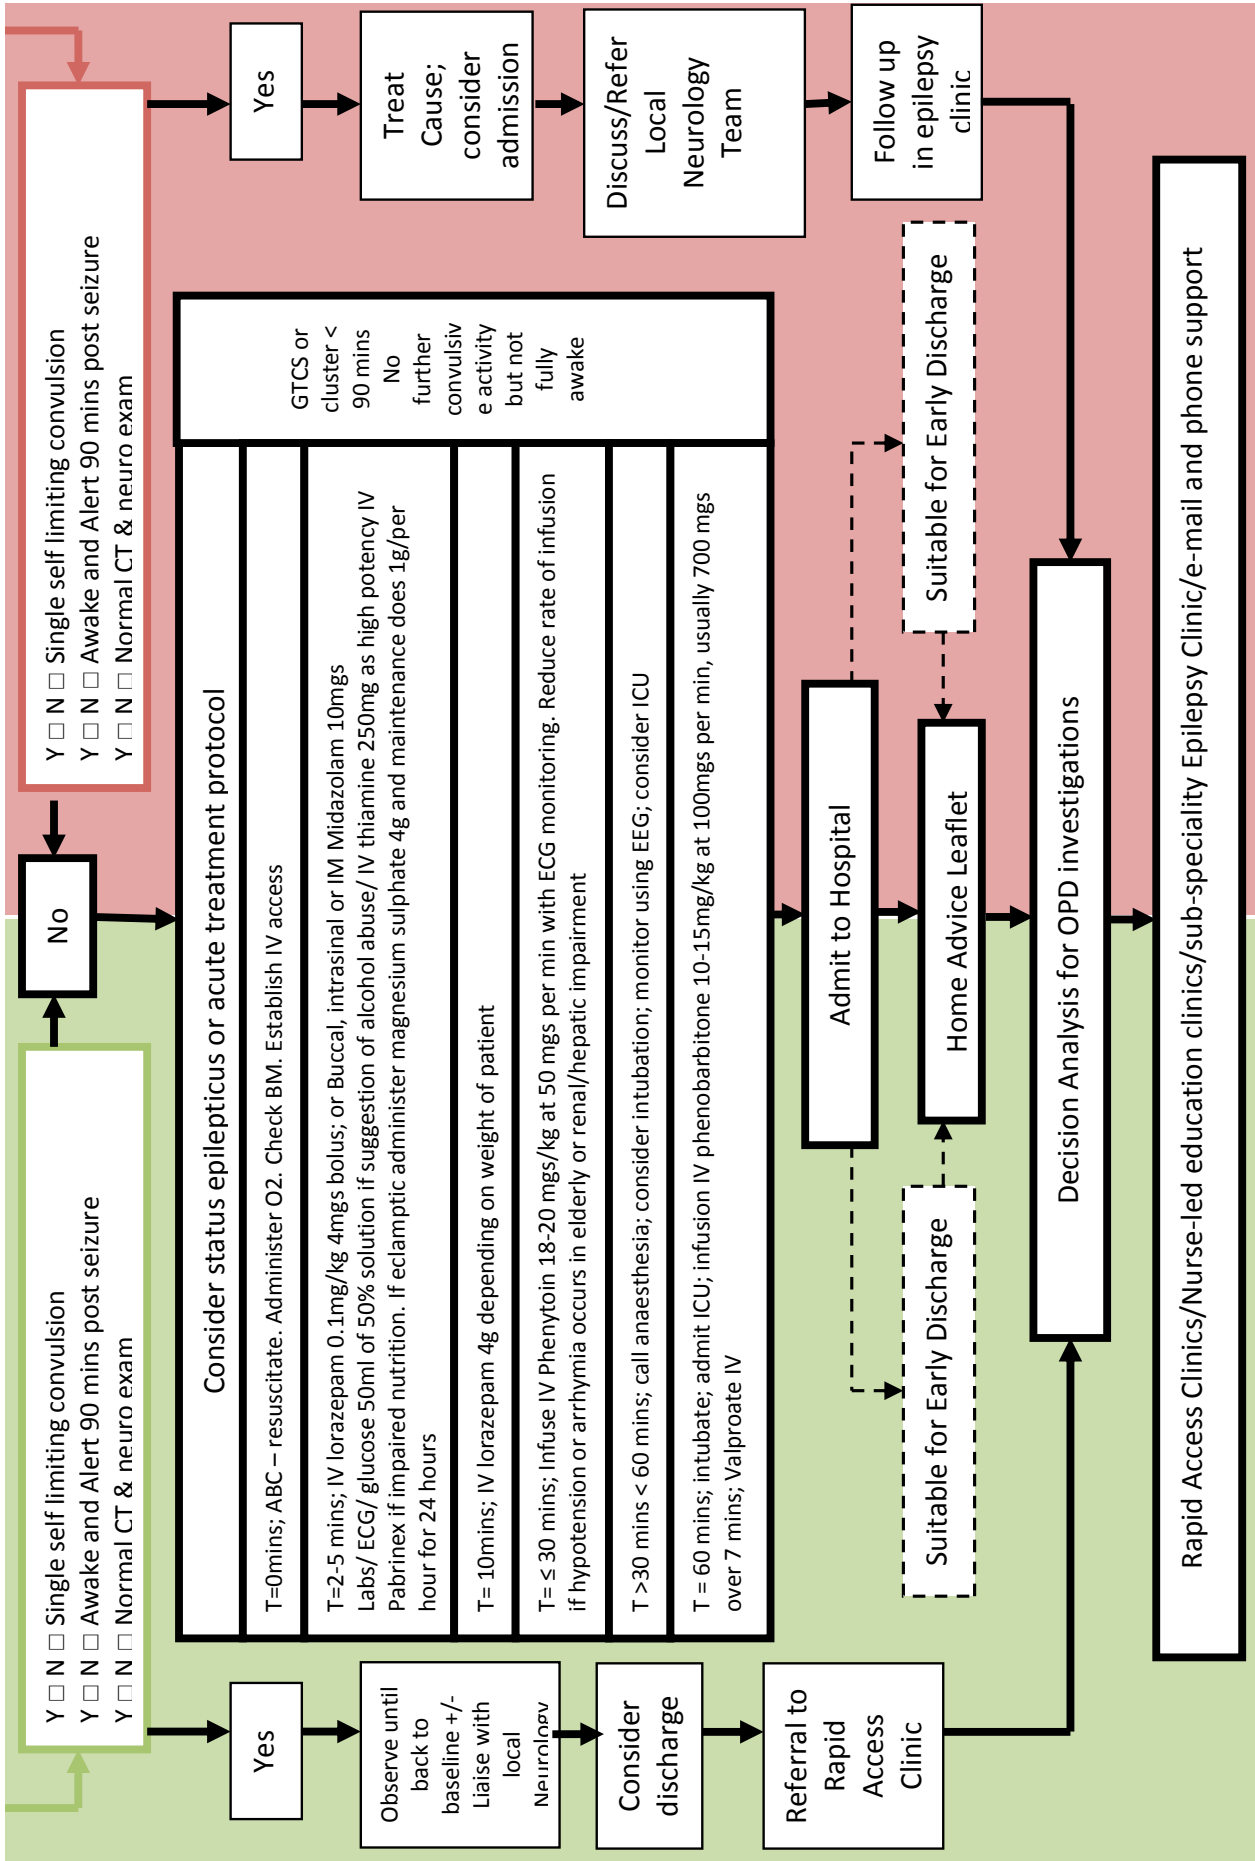 Y □ N □ Single self limiting convulsion
Y □ N □ Awake and Alert 90 mins post seizure
Y □ N □ Normal CT & neuro exam
No
Y □ N □ Single self limiting convulsion
Y □ N □ Awake and Alert 90 mins post seizure
Y □ N □ Normal CT & neuro exam
Yes
Observe until
back to
baseline +/-
Liaise with
local
Neurology
Consider
discharge
Referral to
Rapid
Access
Clinic
Consider status epilepticus or acute treatment protocol
T=0mins; ABC – resuscitate. Administer O2. Check BM. Establish IV access
T=2-5 mins; IV lorazepam 0.1mg/kg 4mgs bolus; or Buccal, intrasinal or IM Midazolam 10mgs
Labs/ ECG/ glucose 50ml of 50% solution if suggestion of alcohol abuse/ IV thiamine 250mg as high potency IV
Pabrinex if impaired nutrition. If eclamptic administer magnesium sulphate 4g and maintenance does 1g/per
hour for 24 hours
T= 10mins; IV lorazepam 4g depending on weight of patient
T= ≤ 30 mins; Infuse IV Phenytoin 18-20 mgs/kg at 50 mgs per min with ECG monitoring. Reduce rate of infusion
if hypotension or arrhymia occurs in elderly or renal/hepatic impairment
T >30 mins < 60 mins; call anaesthesia; consider intubation; monitor using EEG; consider ICU
T = 60 mins; intubate; admit ICU; infusion IV phenobarbitone 10-15mg/kg at 100mgs per min, usually 700 mgs
over 7 mins; Valproate IV
GTCS or
cluster <
90 mins
No
further
convulsiv
e activity
but not
fully
awake
Yes
Treat
Cause;
consider
admission
Discuss/Refer
Local
Neurology
Team
Follow up
in epilepsy
clinic
Admit to Hospital
Suitable for Early Discharge
Home Advice Leaflet
Suitable for Early Discharge
Decision Analysis for OPD investigations
Rapid Access Clinics/Nurse-led education clinics/sub-speciality Epilepsy Clinic/e-mail and phone support